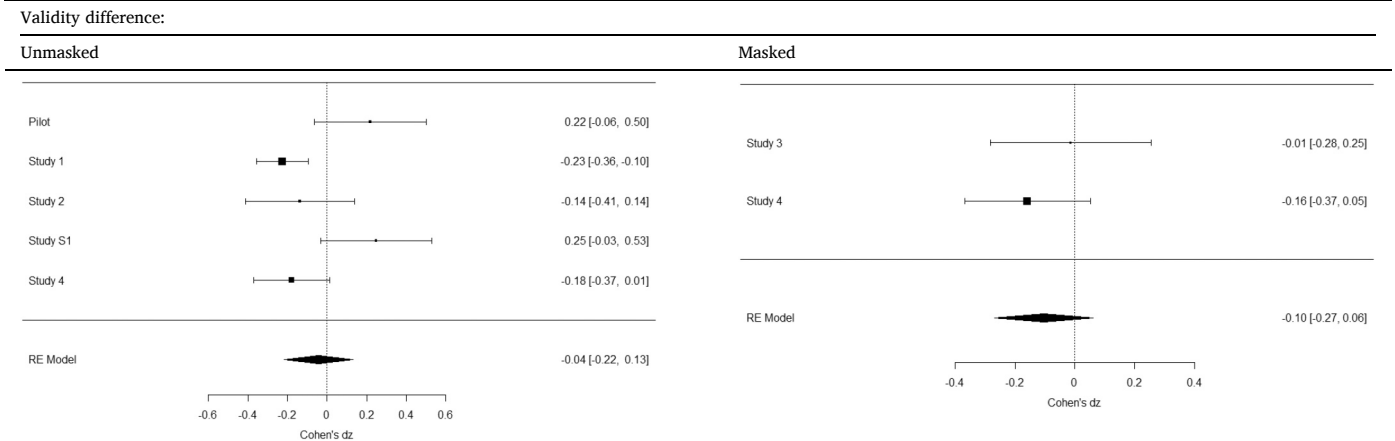 Validity difference:
Unmasked
Masked
Pilot 0.22 [-0.06, 0.50]
Study 1 -0.23 [-0.36, -0.10]
Study 2 -0.14 [-0.41, 0.14]
Study S1 0.25 [-0.03, 0.53]
Study 4 -0.18 [-0.37, 0.01]
RE Model -0.04 [-0.22, 0.13]
-0.6 -0.4 -0.2 0 0.2 0.4 0.6
Cohen's dz
Study 3 -0.01 [-0.28, 0.25]
Study 4 -0.16 [-0.37, 0.05]
RE Model -0.10 [-0.27, 0.06]
-0.4 -0.2 0 0.2 0.4
Cohen's dz